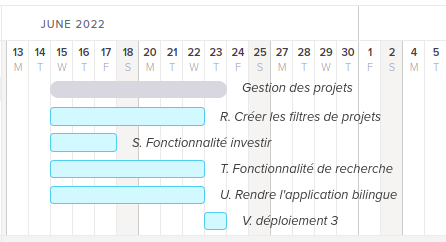 JUNE 2022
13 14 15 16 17 18 20 21 22 23 24 25 27 28 29 30 1 2 4 5
M T W T F S M T W T F S M T W T F S M T
Gestion des projets
R. Créer les filtres de projets
S. Fonctionnalité investir
T. Fonctionnalité de recherche
U. Rendre l'application bilingue
V. déploiement 3